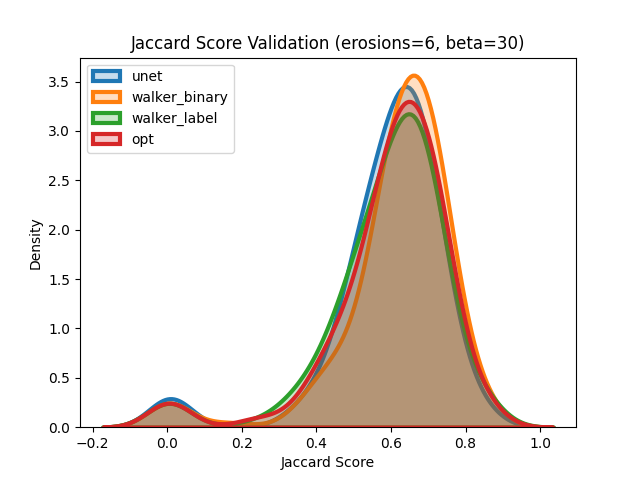 Jaccard Score Validation (erosions=6, beta=30)
unet
walker_binary
walker_label
opt
Density
3.5
3.0
2.5
2.0
1.5
1.0
0.5
0.0
−0.2 0.0 0.2 0.4 0.6 0.8 1.0
Jaccard Score